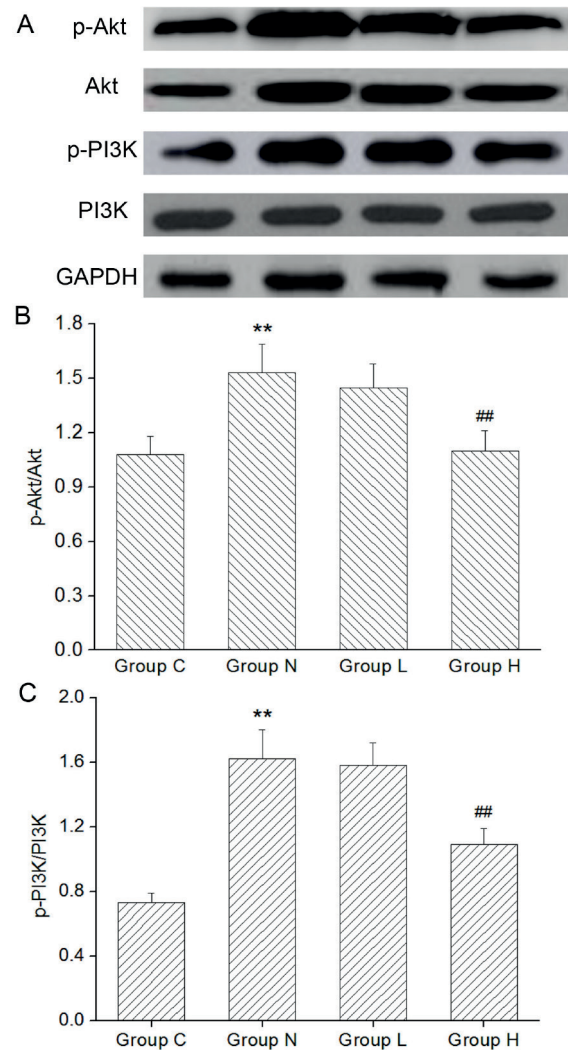 A
p-Akt
Akt
p-PI3K
PI3K
GAPDH
B
1.8
1.5
1.2
0.9
0.6
0.3
0.0
p-Akt/Akt
**
##
Group C Group N Group L Group H
C
2.0
1.6
1.2
0.8
0.4
0.0
p-PI3K/PI3K
**
##
Group C Group N Group L Group H